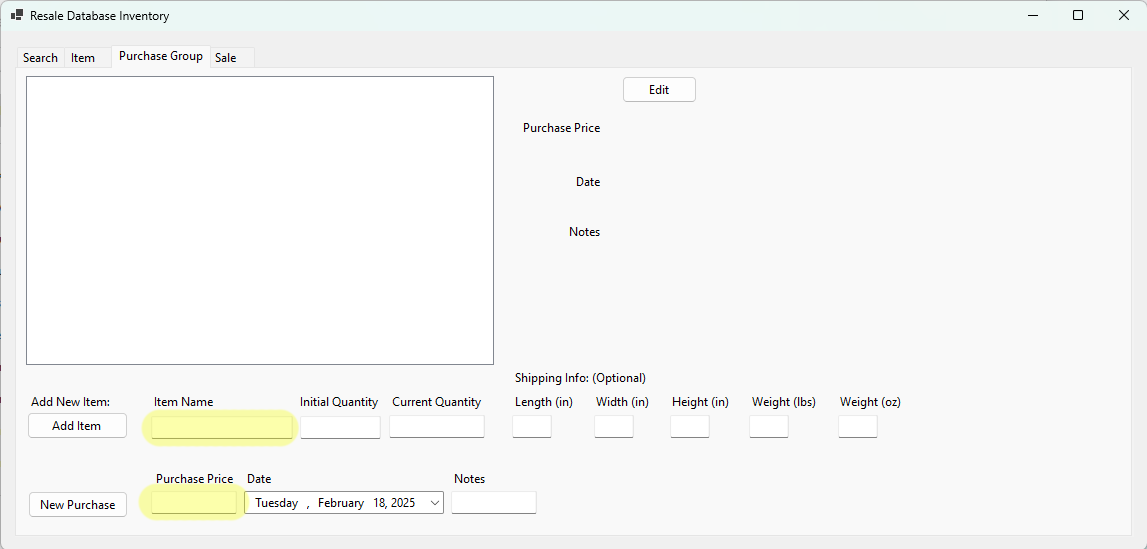 Resale Database Inventory
Search Item Purchase Group Sale
Edit
Purchase Price
Date
Notes
Shipping Info: (Optional)
Add New Item: Item Name Initial Quantity Current Quantity Length (in) Width (in) Height (in) Weight (lbs) Weight (oz)
Add Item
Purchase Price Date Notes
New Purchase Tuesday , February 18, 2025